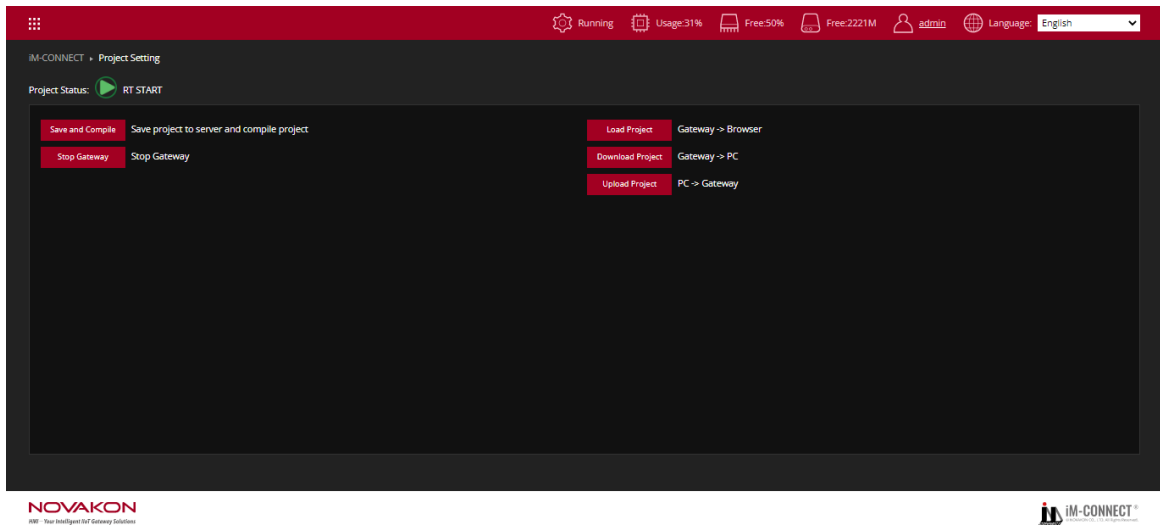 Running Usage:31% Free:50% Free:2221M admin Language: English
iM-CONNECT ▸ Project Setting
Project Status: RT START
Save and Compile Save project to server and compile project
Load Project Gateway -> Browser
Stop Gateway Stop Gateway
Download Project Gateway -> PC
Upload Project PC -> Gateway
NOVAKON
HMI - Your Intelligent IIoT Gateway Solutions
iM-CONNECT ®